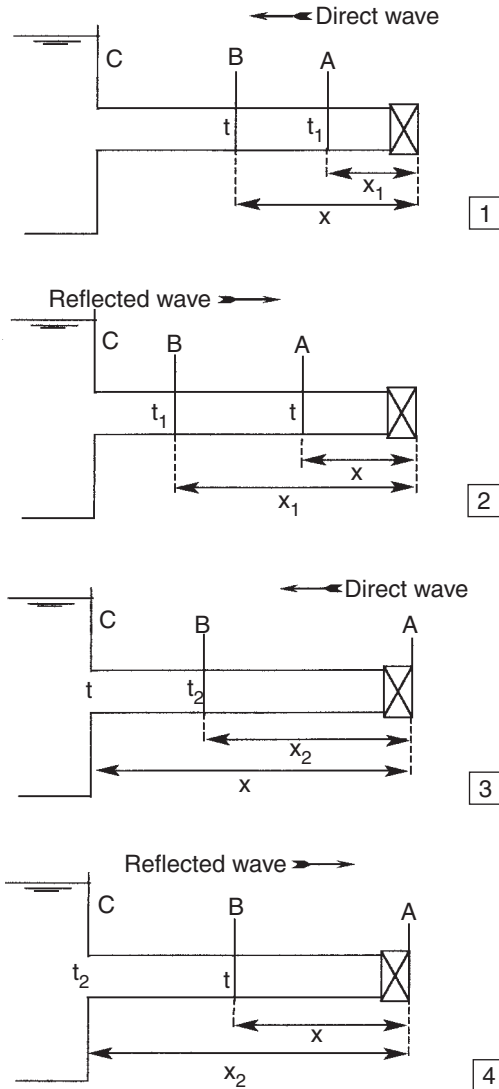 Direct wave
C
B
A
t
t₁
x₁
x
1
Reflected wave
C
B
A
t₁
t
x
x₁
2
Direct wave
C
B
A
t
t₂
x₂
x
3
Reflected wave
C
B
A
t₂
t
x
x₂
4